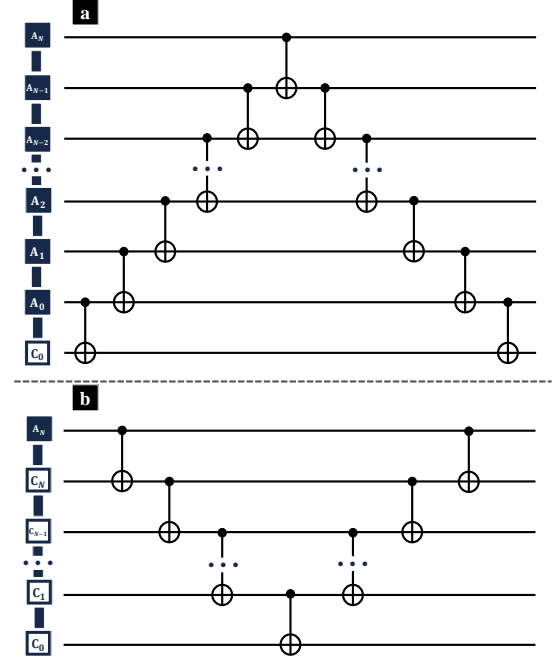 a
A_N
A_{N−1}
A_{N−2}
...
A_2
A_1
A_0
C_0
b
A_N
C_N
C_{N−1}
...
C_1
C_0